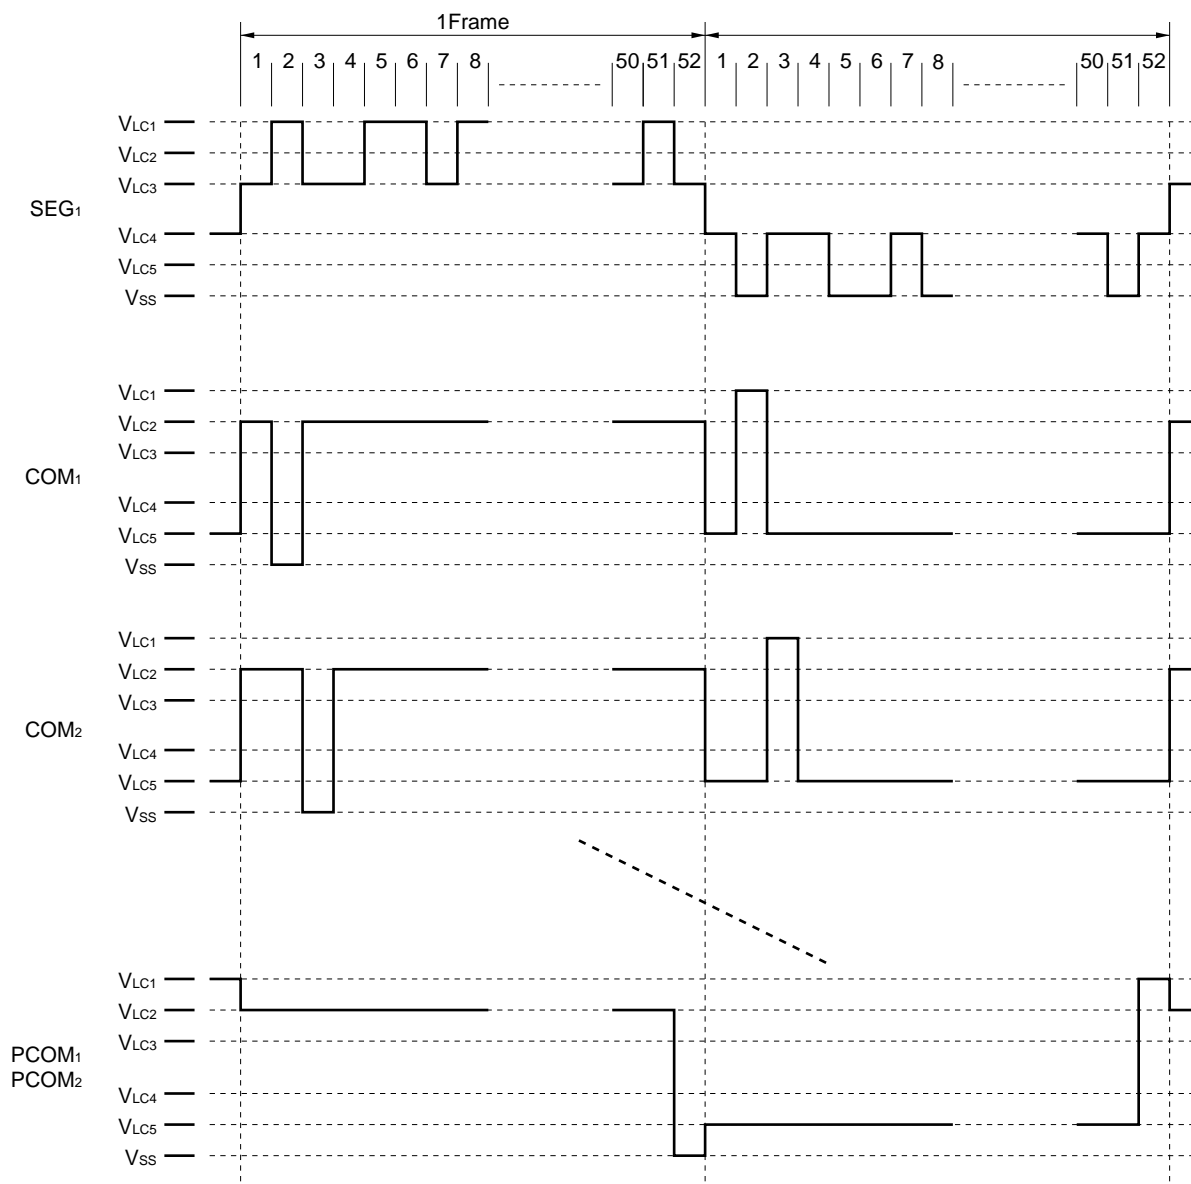 1Frame
1 2 3 4 5 6 7 8 50 51 52 1 2 3 4 5 6 7 8 50 51 52
SEG1
VLC1
VLC2
VLC3
VLC4
VLC5
VSS
COM1
VLC1
VLC2
VLC3
VLC4
VLC5
VSS
COM2
VLC1
VLC2
VLC3
VLC4
VLC5
VSS
PCOM1
PCOM2
VLC1
VLC2
VLC3
VLC4
VLC5
VSS